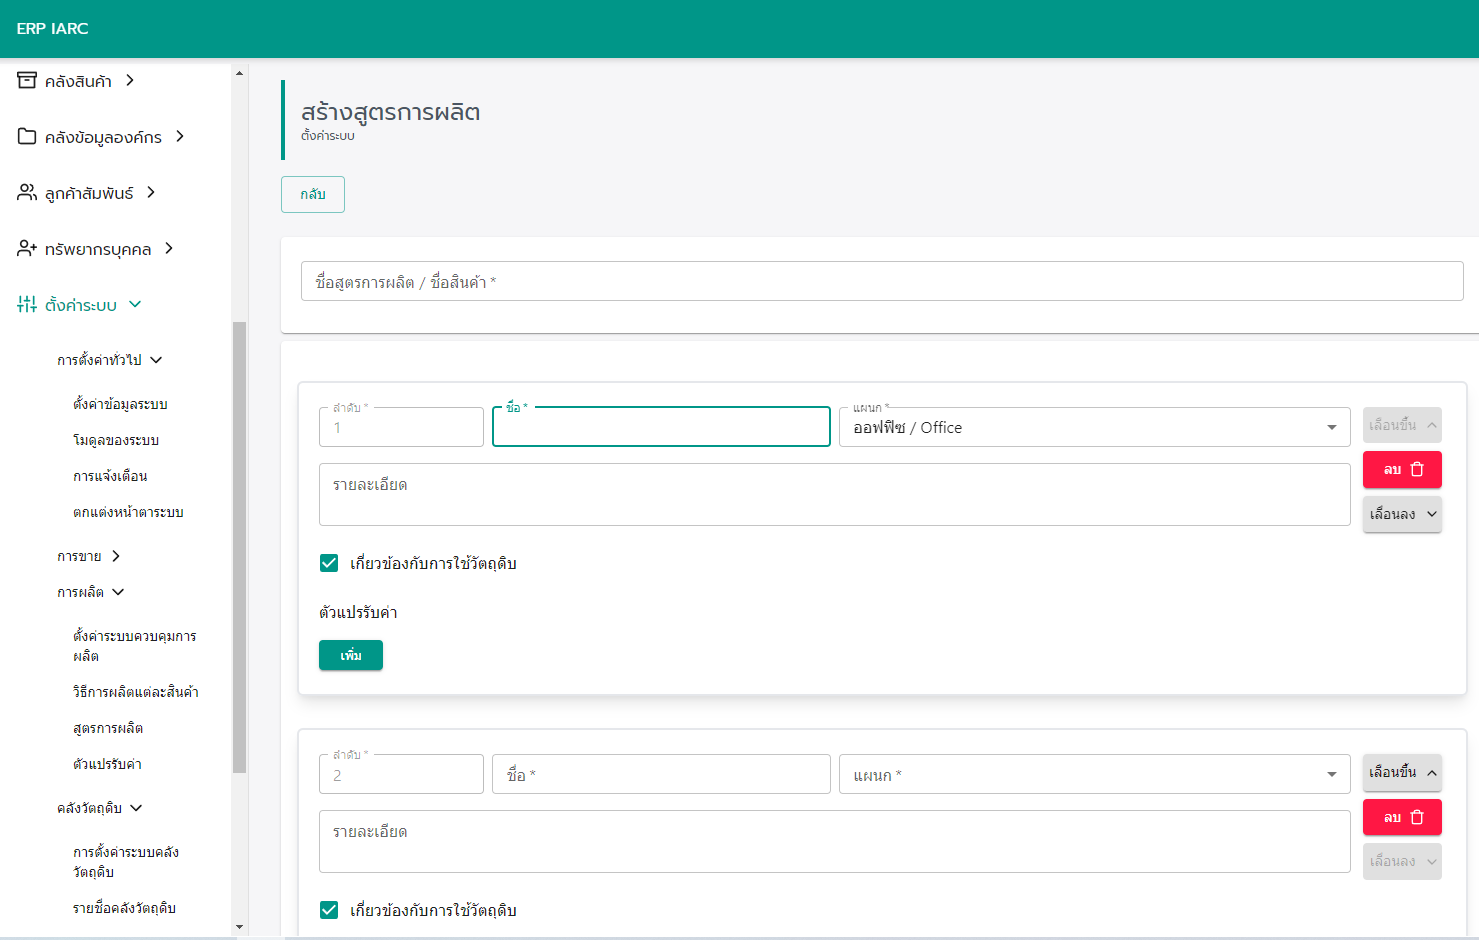 ERP IARC
คลังสินค้า
คลังข้อมูลองค์กร
ลูกค้าสัมพันธ์
ทรัพยากรบุคคล
ตั้งค่าระบบ
การตั้งค่าทั่วไป
ตั้งค่าข้อมูลระบบ
โมดูลของระบบ
การแจ้งเตือน
ตกแต่งหน้าตาระบบ
การขาย
การผลิต
ตั้งค่าระบบควบคุมการ
ผลิต
วิธีการผลิตแต่ละสินค้า
สูตรการผลิต
ตัวแปรรับค่า
คลังวัตถุดิบ
การตั้งค่าระบบคลัง
วัตถุดิบ
รายชื่อคลังวัตถุดิบ
สร้างสูตรการผลิต
ตั้งค่าระบบ
กลับ
ชื่อสูตรการผลิต / ชื่อสินค้า *
ลำดับ * ชื่อ * แผนก *
1 ออฟฟิซ / Office เลื่อนขึ้น
รายละเอียด ลบ
เลื่อนลง
เกี่ยวข้องกับการใช้วัตถุดิบ
ตัวแปรรับค่า
เพิ่ม
ลำดับ *
2 ชื่อ * แผนก * เลื่อนขึ้น
รายละเอียด ลบ
เลื่อนลง
เกี่ยวข้องกับการใช้วัตถุดิบ